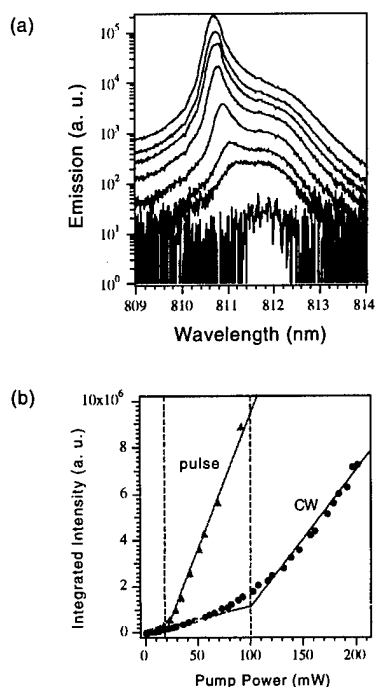 (a)
10^5
10^4
10^3
10^2
10^1
10^0
Emission (a. u.)
809 810 811 812 813 814
Wavelength (nm)
(b)
10x10^6
8
6
4
2
0
Integrated Intensity (a. u.)
pulse
CW
0 50 100 150 200
Pump Power (mW)